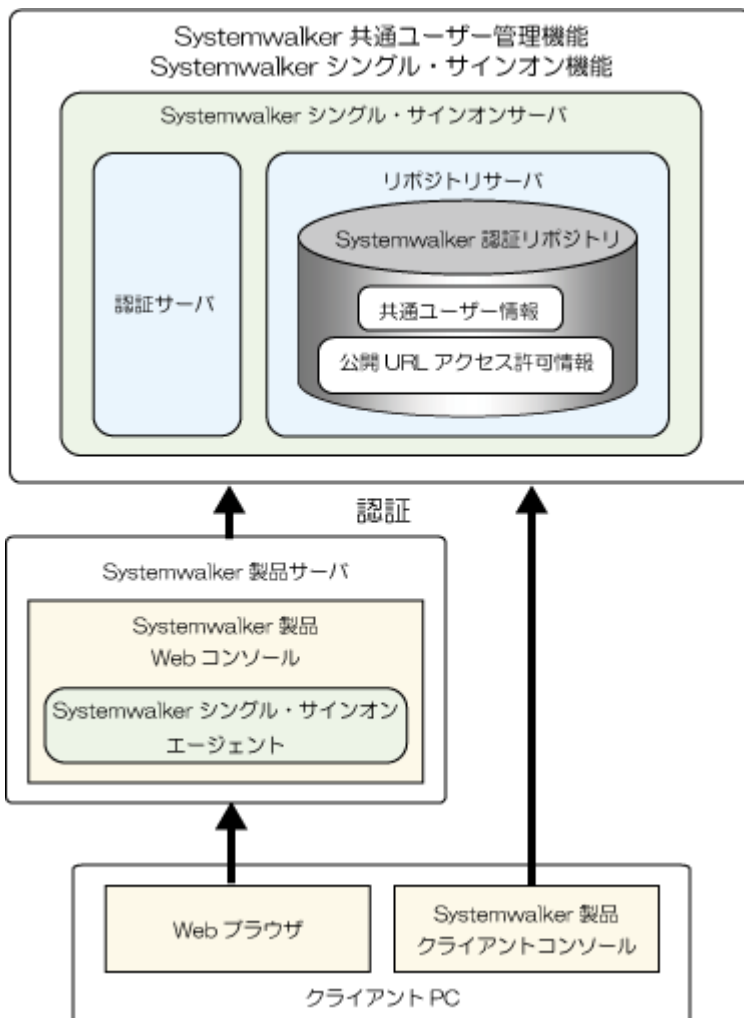 Systemwalker 共通ユーザー管理機能
Systemwalker シングル・サインオン機能
Systemwalker シングル・サインオンサーバ
認証サーバ
リポジトリサーバ
Systemwalker 認証リポジトリ
共通ユーザー情報
公開 URL アクセス許可情報
認証
Systemwalker 製品サーバ
Systemwalker 製品
Web コンソール
Systemwalker シングル・サインオン
エージェント
Web ブラウザ
Systemwalker 製品
クライアントコンソール
クライアント PC